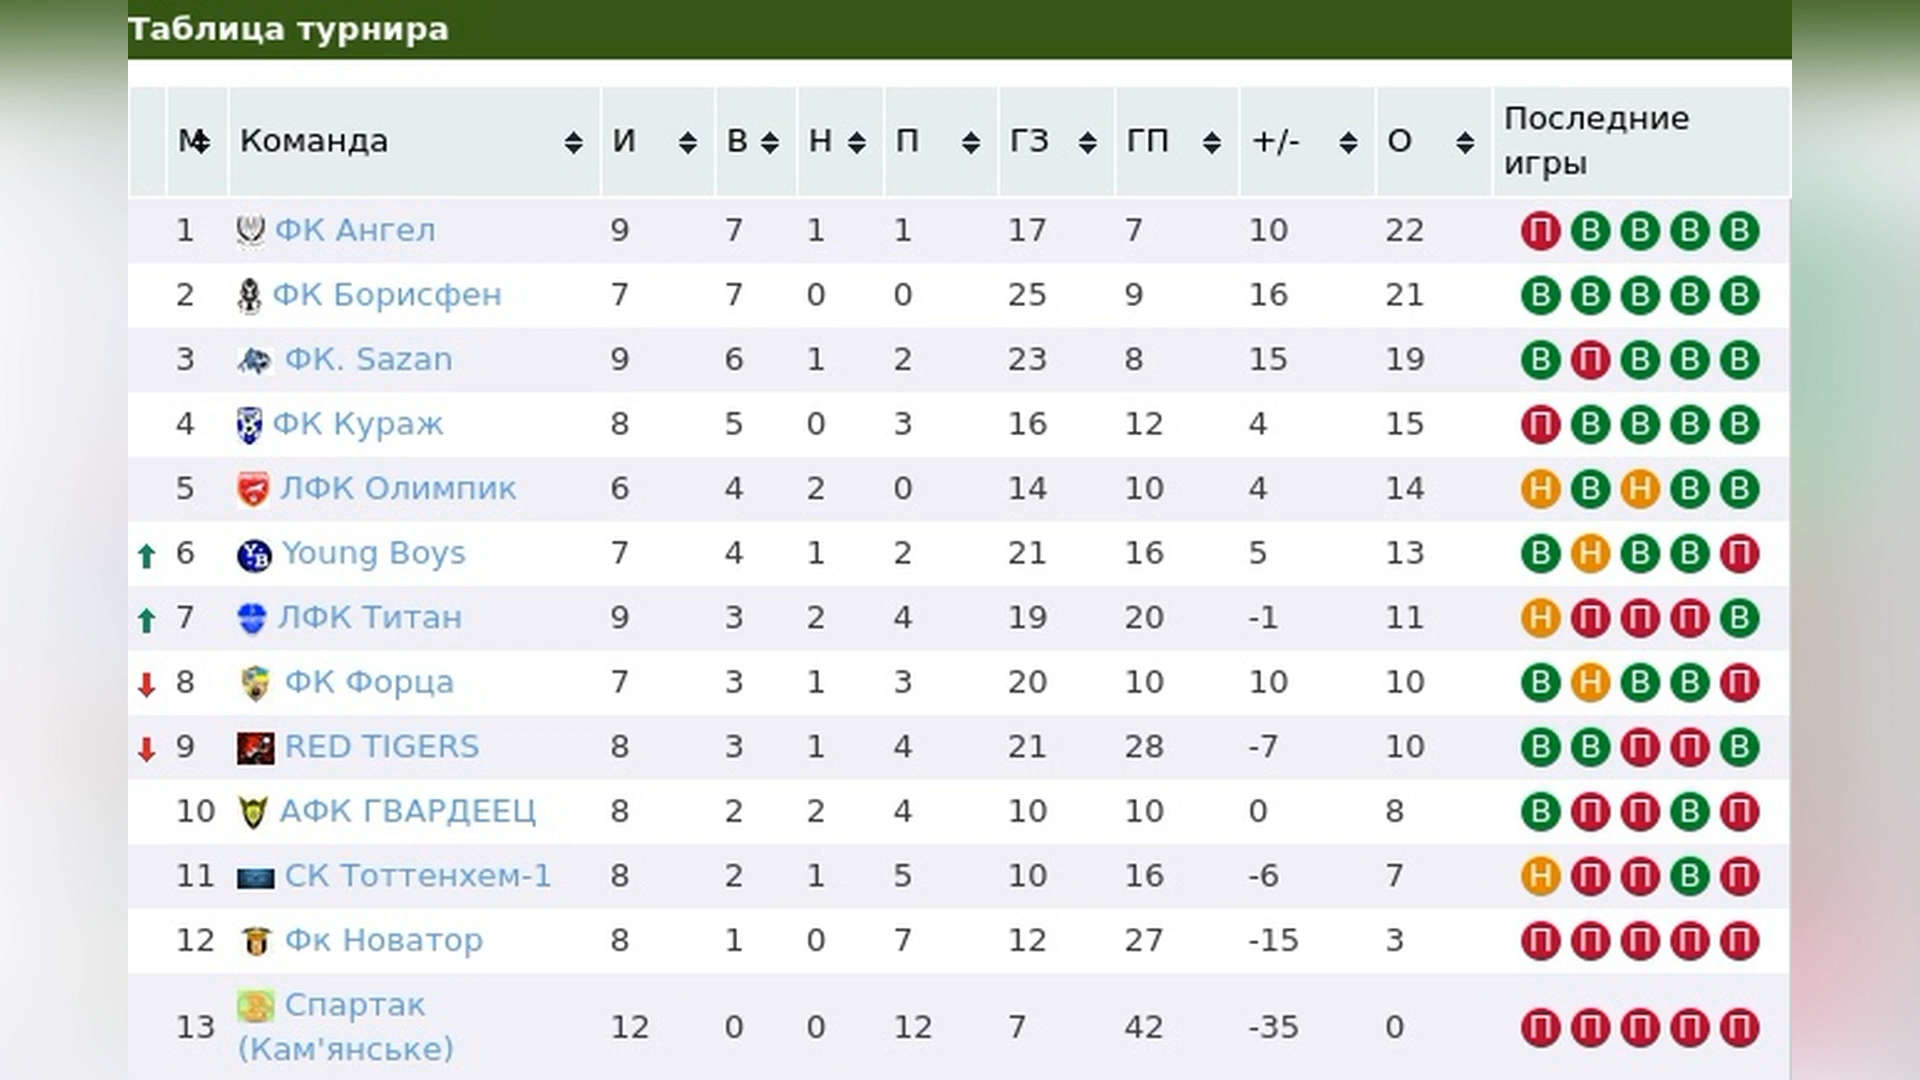 Таблица турнира
М Команда И В Н П ГЗ ГП +/- О Последние игры
1 ФК Ангел 9 7 1 1 17 7 10 22 П В В В В
2 ФК Борисфен 7 7 0 0 25 9 16 21 В В В В В
3 ФК. Sazan 9 6 1 2 23 8 15 19 В П В В В
4 ФК Кураж 8 5 0 3 16 12 4 15 П В В В В
5 ЛФК Олимпик 6 4 2 0 14 10 4 14 Н В Н В В
6 Young Boys 7 4 1 2 21 16 5 13 В Н В В П
7 ЛФК Титан 9 3 2 4 19 20 -1 11 Н П П П В
8 ФК Форца 7 3 1 3 20 10 10 10 В Н В В П
9 RED TIGERS 8 3 1 4 21 28 -7 10 В В П П В
10 АФК ГВАРДЕЕЦ 8 2 2 4 10 10 0 8 В П П В П
11 СК Тоттенхем-1 8 2 1 5 10 16 -6 7 Н П П В П
12 Фк Новатор 8 1 0 7 12 27 -15 3 П П П П П
13 Спартак (Кам'янське) 12 0 0 12 7 42 -35 0 П П П П П